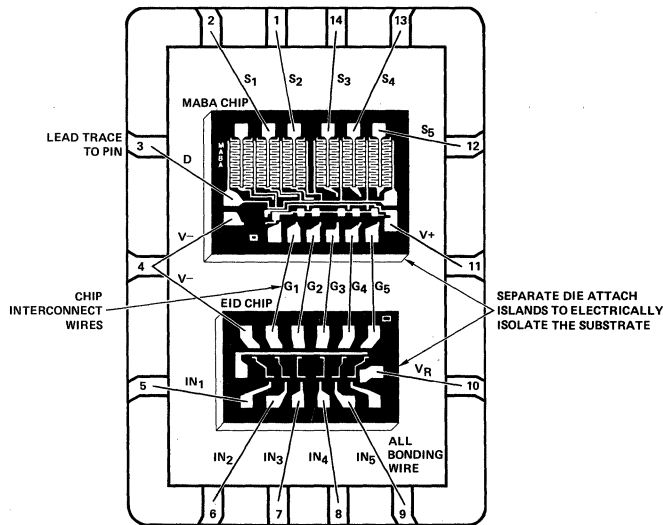 2 1 14 13
S1 S2 S3 S4
MABA CHIP
S5
LEAD TRACE
TO PIN
3
12
MABA
D
V−
V+
4
11
V−
G1 G2 G3 G4 G5
CHIP
INTERCONNECT
WIRES
EID CHIP
SEPARATE DIE ATTACH
ISLANDS TO ELECTRICALLY
ISOLATE THE SUBSTRATE
5
IN1
VR
10
ALL
BONDING
WIRE
IN2 IN3 IN4 IN5
6 7 8 9